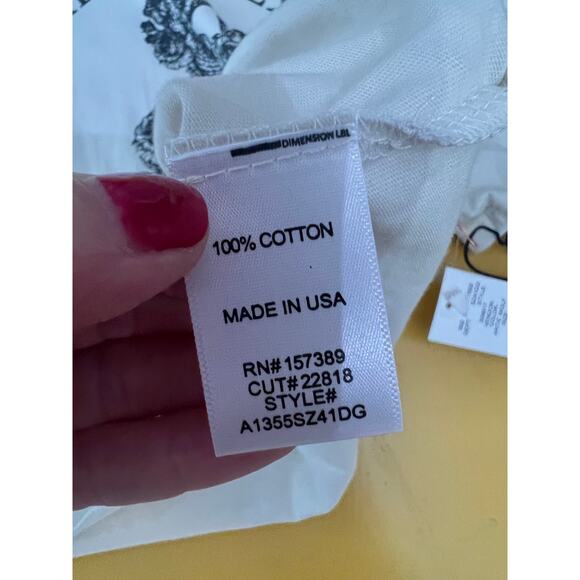 DIMENSION LBL
100% COTTON
MADE IN USA
RN# 157389
CUT#22818
STYLE#
A1355SZ41DG